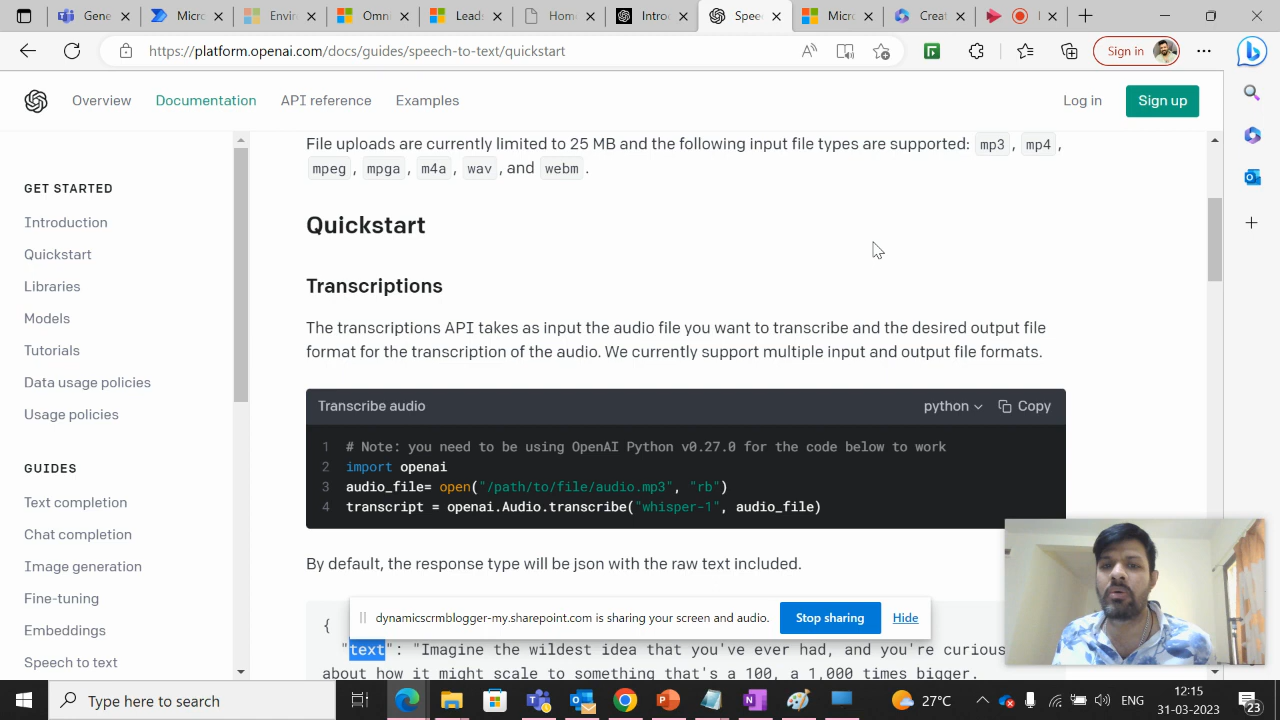 Micro
Envir
Omn
Leads
Home
Intro
Spee
Micro
Creat
https://platform.openai.com/docs/guides/speech-to-text/quickstart
Sign in
Overview
Documentation
API reference
Examples
Log in
Sign up
GET STARTED
Introduction
Quickstart
Libraries
Models
Tutorials
Data usage policies
Usage policies
GUIDES
Text completion
Chat completion
Image generation
Fine-tuning
Embeddings
Speech to text
File uploads are currently limited to 25 MB and the following input file types are supported: mp3 , mp4 ,
mpeg , mpga , m4a , wav , and webm .
Quickstart
Transcriptions
The transcriptions API takes as input the audio file you want to transcribe and the desired output file
format for the transcription of the audio. We currently support multiple input and output file formats.
Transcribe audio
python
Copy
1 # Note: you need to be using OpenAI Python v0.27.0 for the code below to work
2 import openai
3 audio_file= open("/path/to/file/audio.mp3", "rb")
4 transcript = openai.Audio.transcribe("whisper-1", audio_file)
By default, the response type will be json with the raw text included.
{
"text": "Imagine the wildest idea that you've ever had, and you're curious
about how it might scale to something that's a 100, a 1,000 times bigger.
dynamicscrmblogger-my.sharepoint.com is sharing your screen and audio.
Stop sharing
Hide
Type here to search
27°C
ENG
12:15
31-03-2023
23